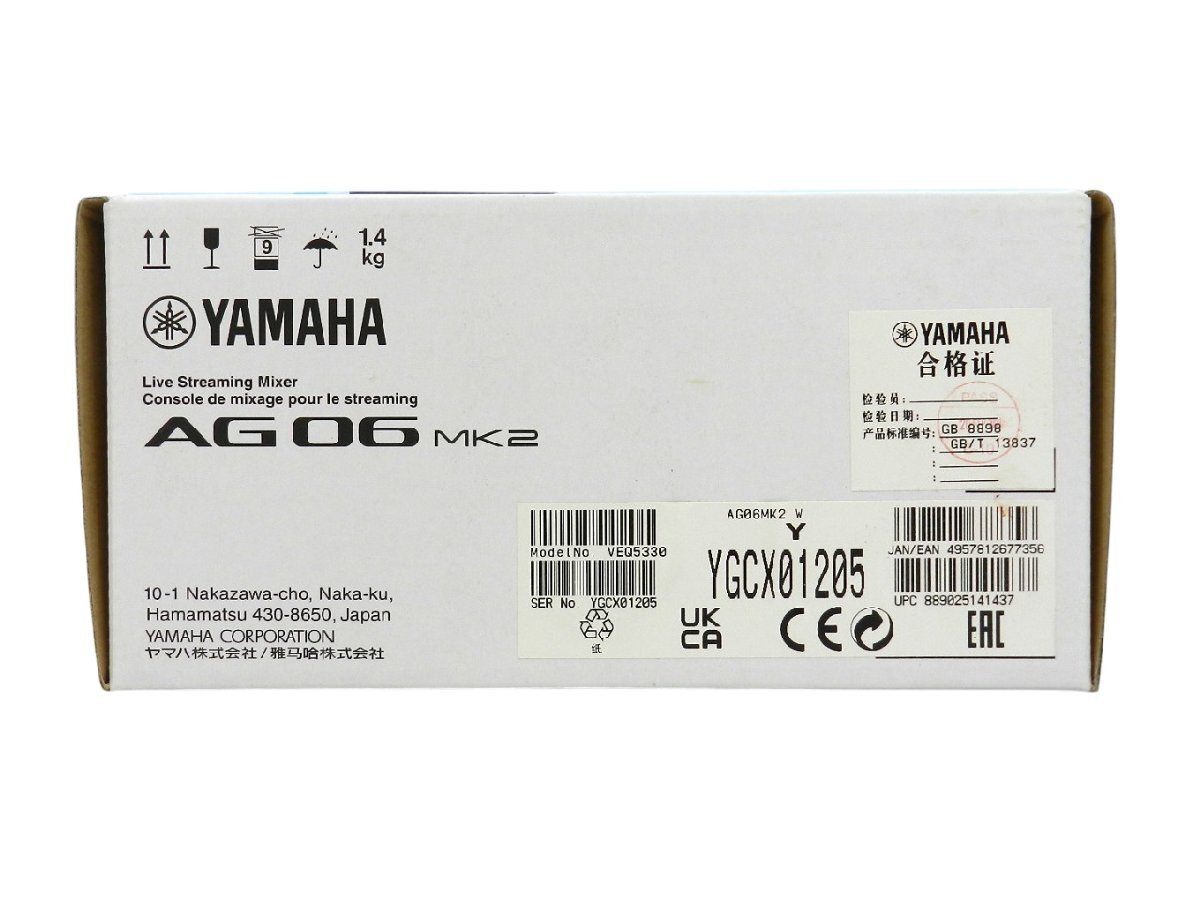 9
1.4
kg
YAMAHA
Live Streaming Mixer
Console de mixage pour le streaming
AG06 MK2
10-1 Nakazawa-cho, Naka-ku,
Hamamatsu 430-8650, Japan
YAMAHA CORPORATION
ヤマハ株式会社/雅马哈株式会社
YAMAHA
合格证
检验员:
PASS
检验日期:
产品标准编号: GB 8898
: GB/T 13837
:
:
AG06MK2 W
Y
YGCX01205
ModelNo VEQ5330
SER No YGCX01205
纸
UK
CA
CE
JAN/EAN 4957812677356
UPC 889025141437
EAC